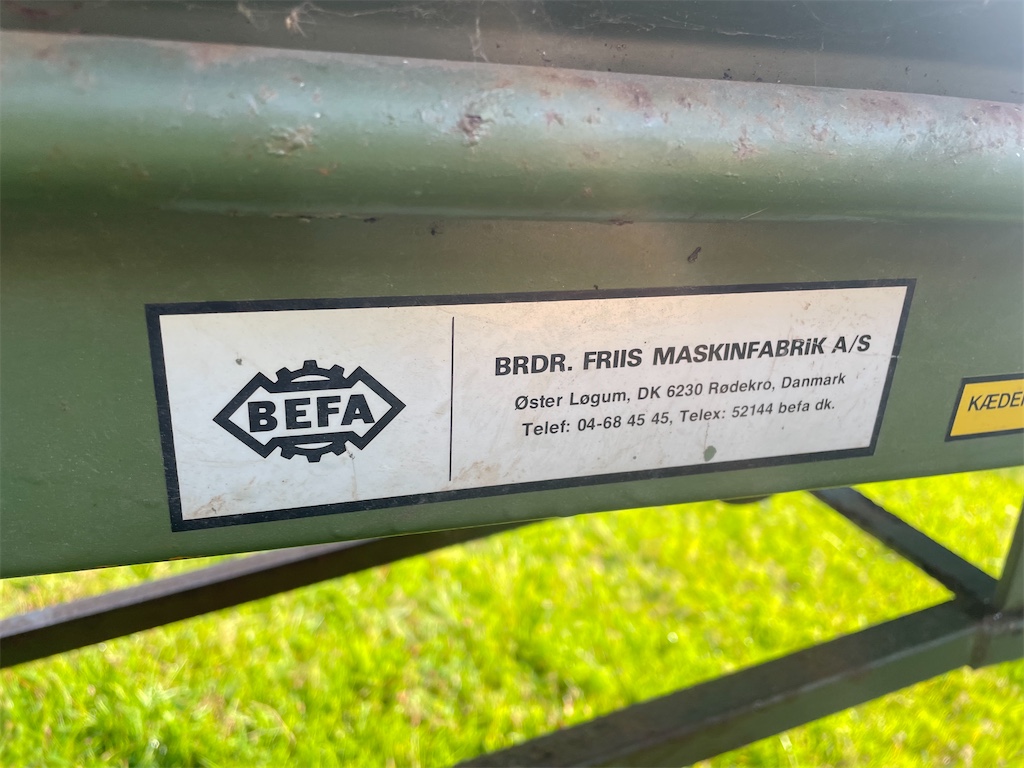 BEFA
BRDR. FRIIS MASKINFABRiK A/S
Øster Løgum, DK 6230 Rødekro, Danmark
Telef: 04-68 45 45, Telex: 52144 befa dk.